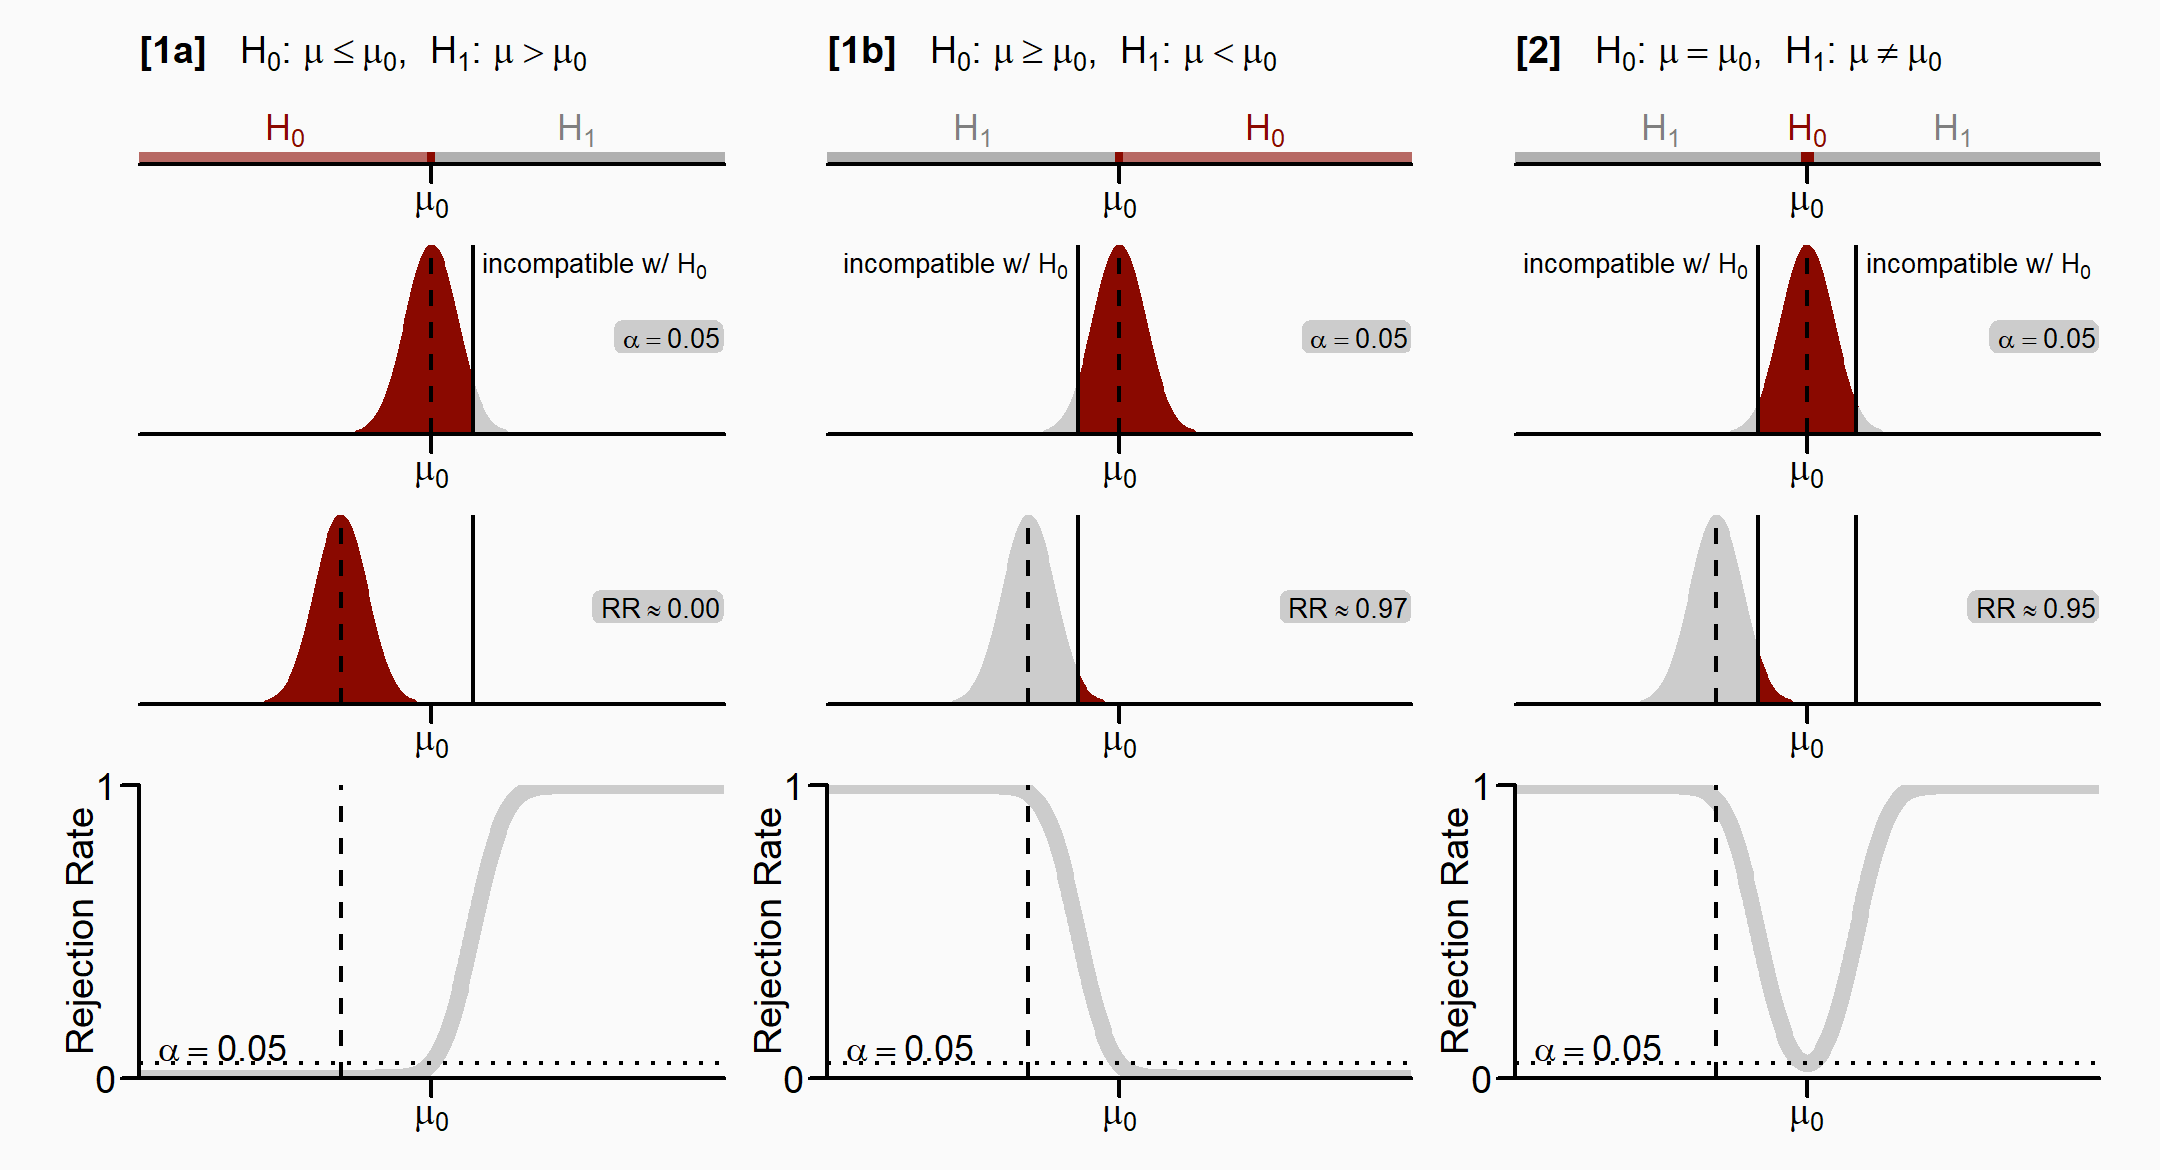 [1a] H₀: μ ≤ μ₀, H₁: μ > μ₀
H₀ H₁
μ₀
incompatible w/ H₀
α = 0.05
μ₀
RR ≈ 0.00
μ₀
1
Rejection Rate
α = 0.05
0
μ₀
[1b] H₀: μ ≥ μ₀, H₁: μ < μ₀
H₁ H₀
μ₀
incompatible w/ H₀
α = 0.05
μ₀
RR ≈ 0.97
μ₀
1
Rejection Rate
α = 0.05
0
μ₀
[2] H₀: μ = μ₀, H₁: μ ≠ μ₀
H₁ H₀ H₁
μ₀
incompatible w/ H₀ incompatible w/ H₀
α = 0.05
μ₀
RR ≈ 0.95
μ₀
1
Rejection Rate
α = 0.05
0
μ₀